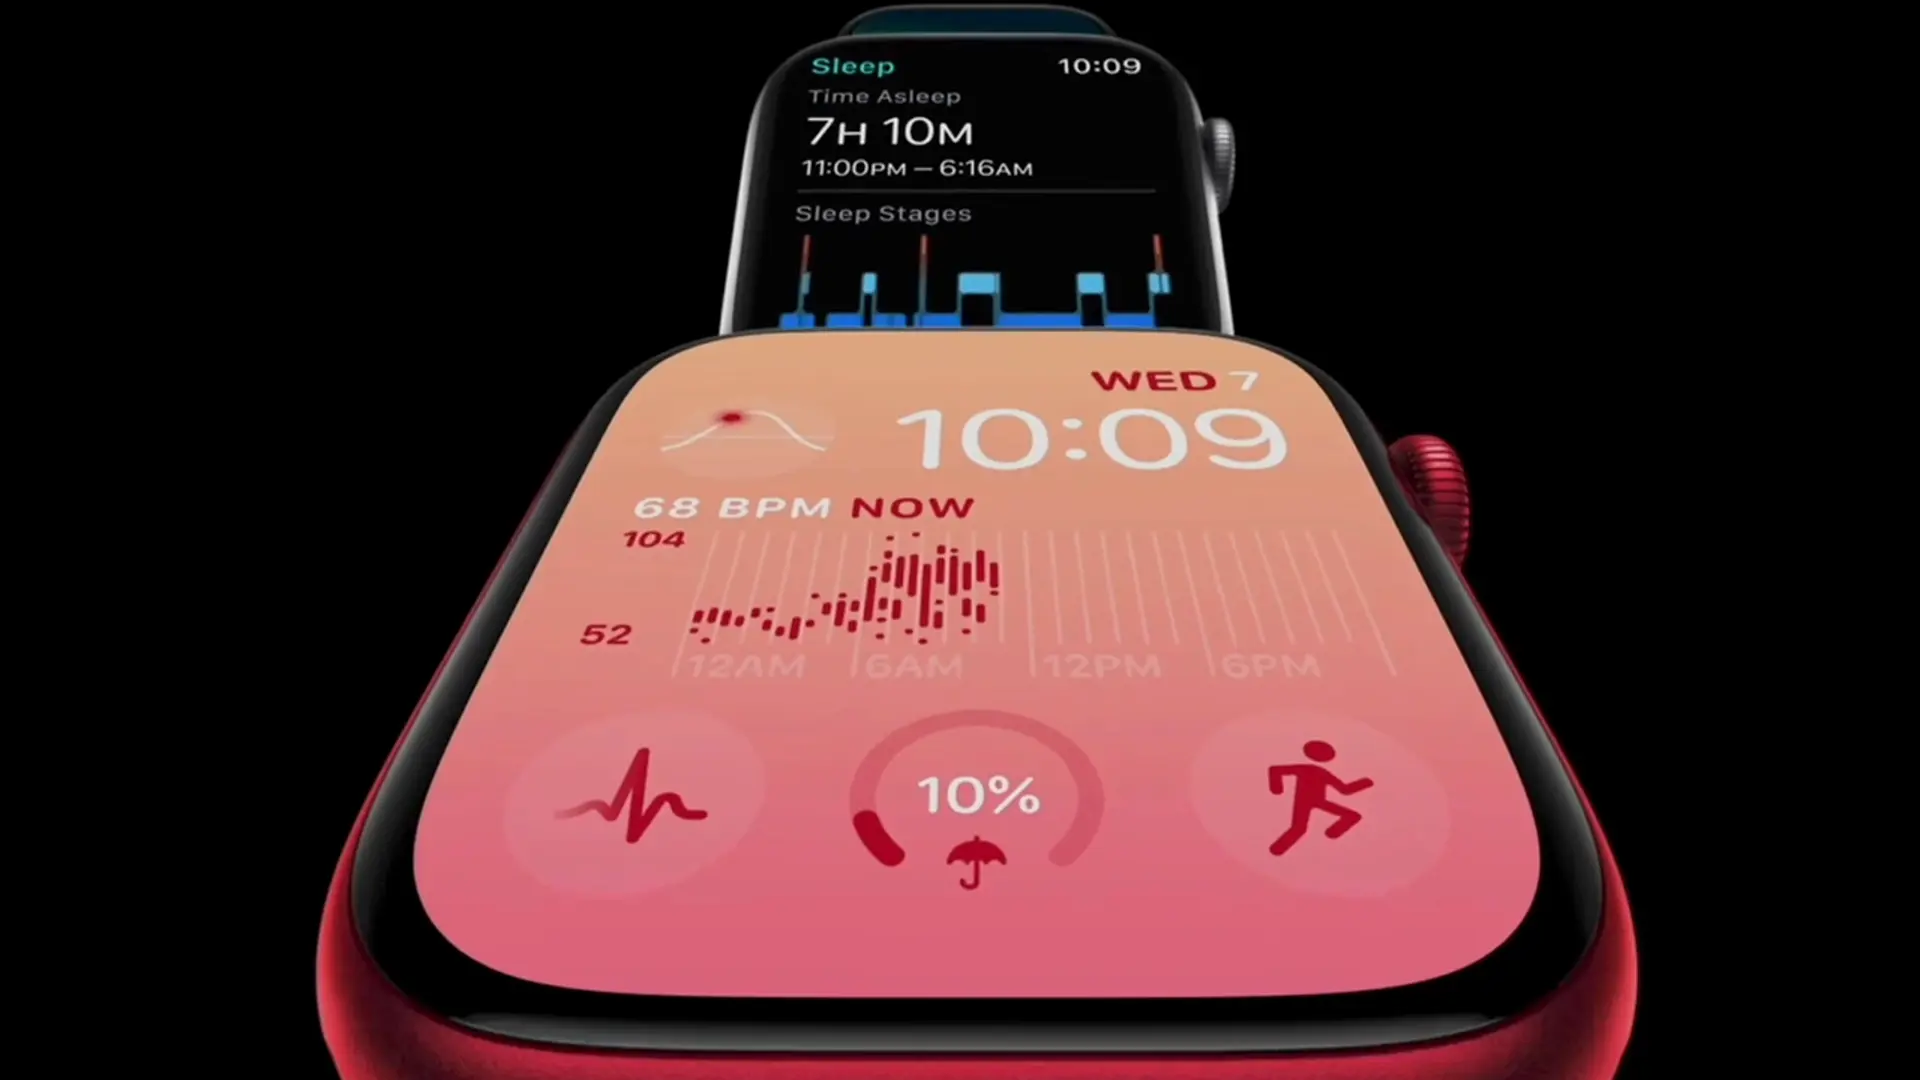 Sleep 10:09
Time Asleep
7H 10M
11:00PM – 6:16AM
Sleep Stages
WED 7
10:09
68 BPM NOW
104
52
12AM 6AM 12PM 6PM
10%